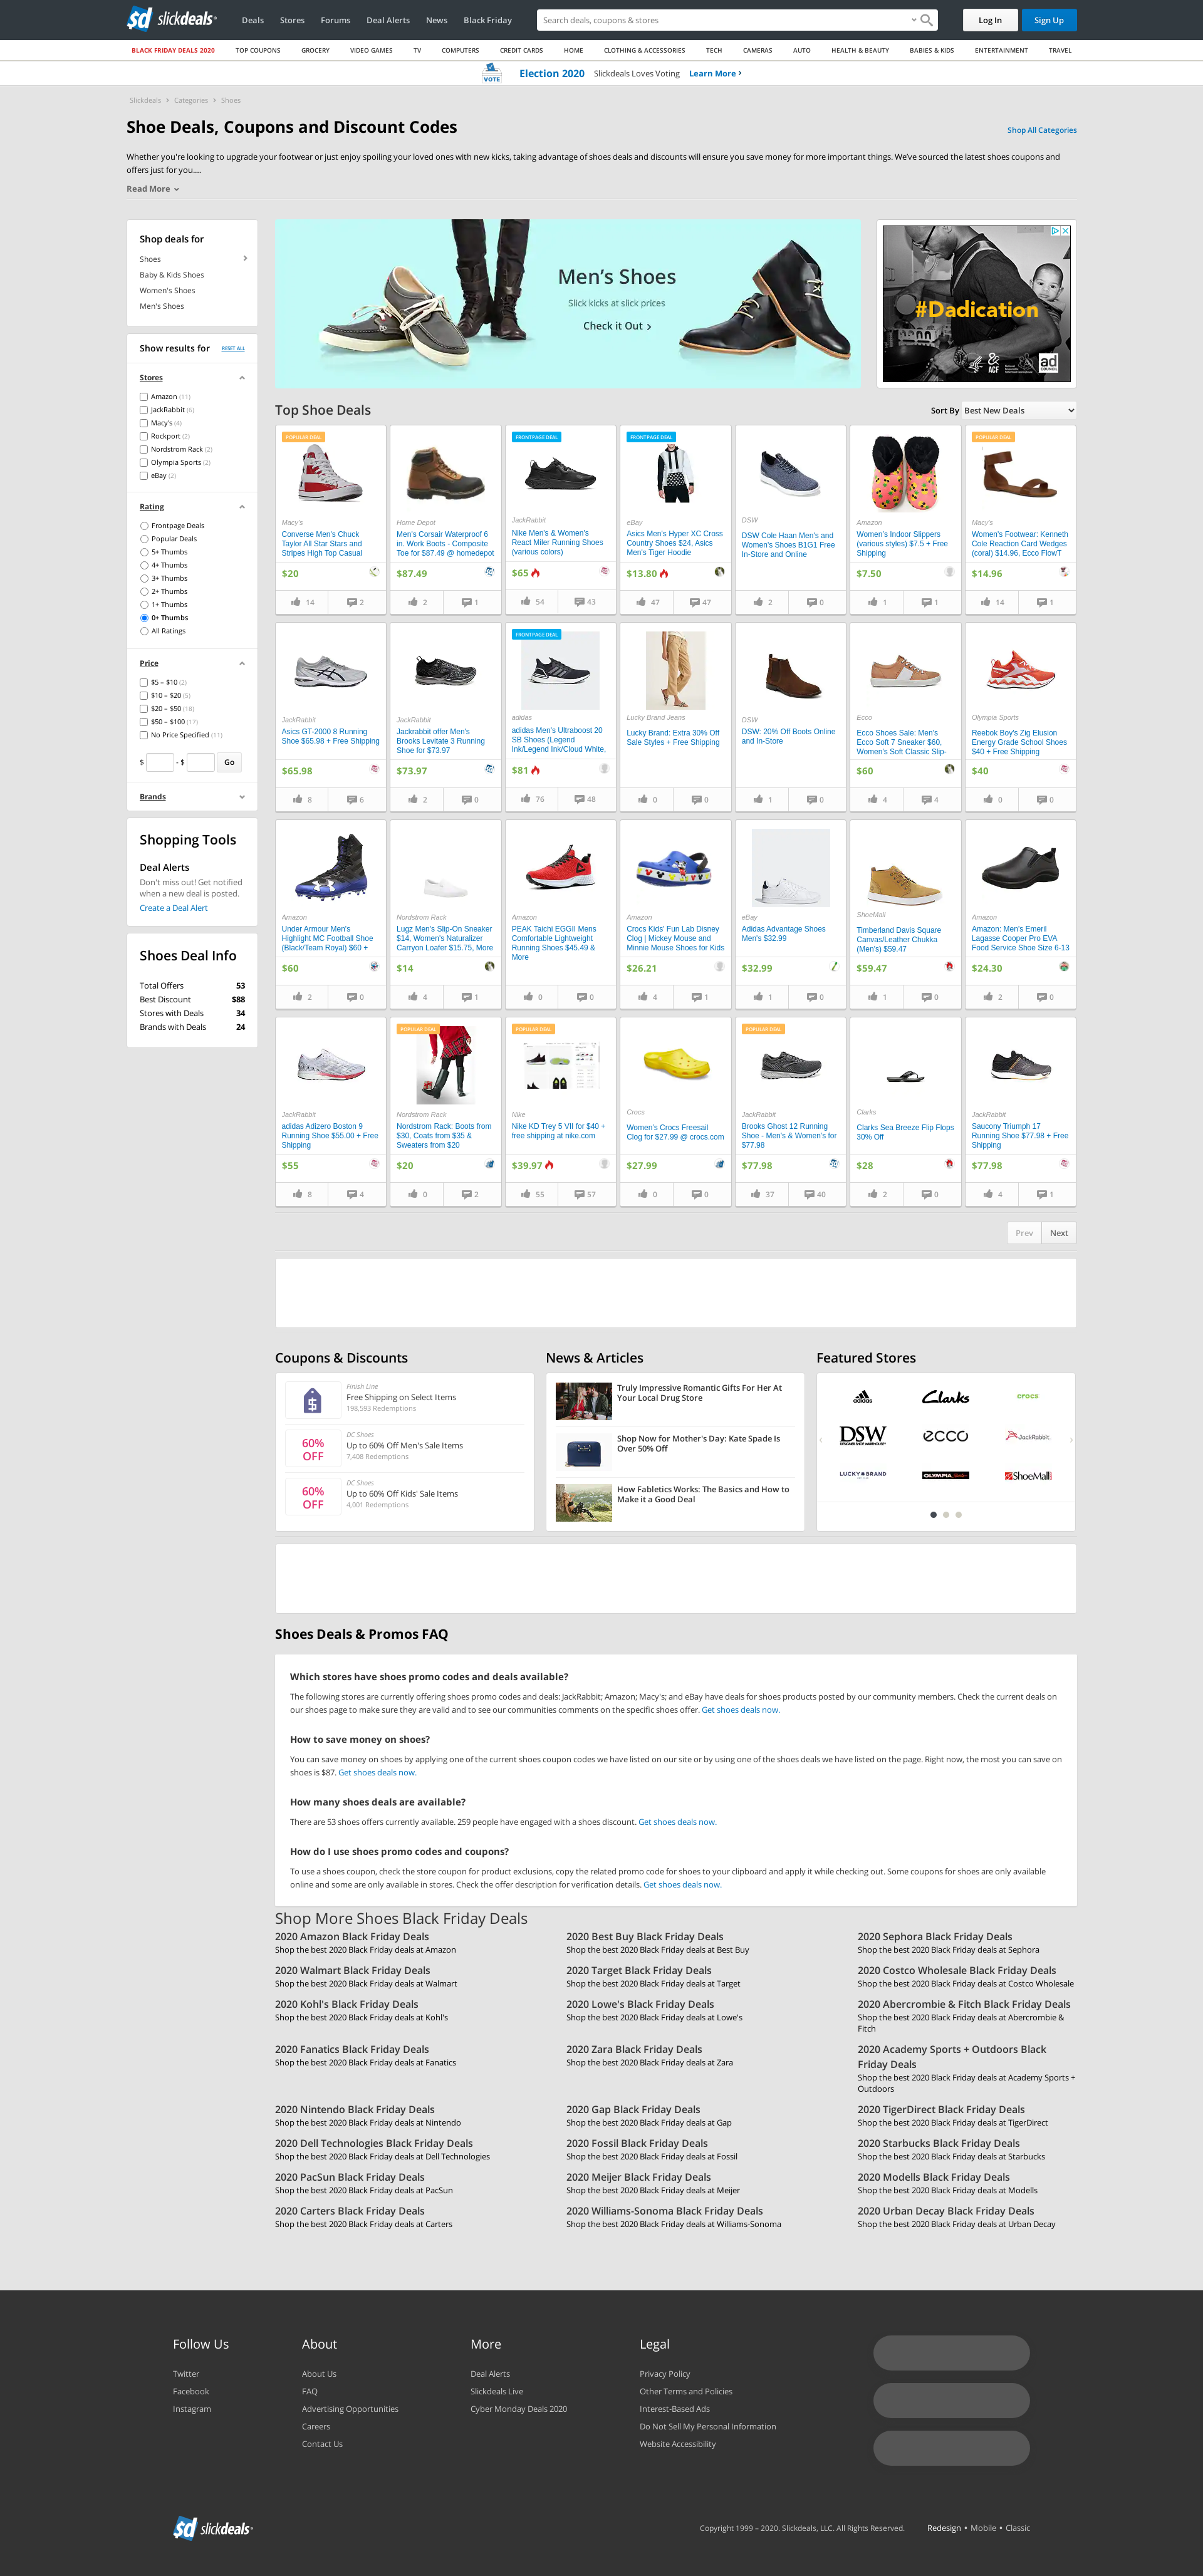 slickdeals
Deals
Stores
Forums
Deal Alerts
News
Black Friday
Search deals, coupons & stores
Log In
Sign Up
BLACK FRIDAY DEALS 2020
TOP COUPONS
GROCERY
VIDEO GAMES
TV
COMPUTERS
CREDIT CARDS
HOME
CLOTHING & ACCESSORIES
TECH
CAMERAS
AUTO
HEALTH & BEAUTY
BABIES & KIDS
ENTERTAINMENT
TRAVEL
VOTE
Election 2020 Slickdeals Loves Voting Learn More
Slickdeals > Categories > Shoes
Shoe Deals, Coupons and Discount Codes
Shop All Categories
Whether you're looking to upgrade your footwear or just enjoy spoiling your loved ones with new kicks, taking advantage of shoes deals and discounts will ensure you save money for more important things. We've sourced the latest shoes coupons and
offers just for you....
Read More
Shop deals for
Shoes
Baby & Kids Shoes
Women's Shoes
Men's Shoes
Show results for
RESET ALL
Stores
Amazon (11)
JackRabbit (6)
Macy's (4)
Rockport (2)
Nordstrom Rack (2)
Olympia Sports (2)
eBay (2)
Rating
Frontpage Deals
Popular Deals
5+ Thumbs
4+ Thumbs
3+ Thumbs
2+ Thumbs
1+ Thumbs
0+ Thumbs
All Ratings
Price
$5 – $10 (2)
$10 – $20 (5)
$20 – $50 (18)
$50 – $100 (17)
No Price Specified (11)
$ - $ Go
Brands
Shopping Tools
Deal Alerts
Don't miss out! Get notified
when a new deal is posted.
Create a Deal Alert
Shoes Deal Info
Total Offers 53
Best Discount $88
Stores with Deals 34
Brands with Deals 24
Men's Shoes
Slick kicks at slick prices
Check it Out
#Dadication
ACF
ad
COUNCIL
Top Shoe Deals
Sort By Best New Deals
POPULAR DEAL
Macy's
Converse Men's Chuck
Taylor All Star Stars and
Stripes High Top Casual
$20
14 2
Home Depot
Men's Corsair Waterproof 6
in. Work Boots - Composite
Toe for $87.49 @ homedepot
$87.49
2 1
FRONTPAGE DEAL
JackRabbit
Nike Men's & Women's
React Miler Running Shoes
(various colors)
$65
54 43
FRONTPAGE DEAL
eBay
Asics Men's Hyper XC Cross
Country Shoes $24, Asics
Men's Tiger Hoodie
$13.80
47 47
DSW
DSW Cole Haan Men's and
Women's Shoes B1G1 Free
In-Store and Online
2 0
Amazon
Women's Indoor Slippers
(various styles) $7.5 + Free
Shipping
$7.50
1 1
POPULAR DEAL
Macy's
Women's Footwear: Kenneth
Cole Reaction Card Wedges
(coral) $14.96, Ecco FlowT
$14.96
14 1
JackRabbit
Asics GT-2000 8 Running
Shoe $65.98 + Free Shipping
$65.98
8 6
JackRabbit
Jackrabbit offer Men's
Brooks Levitate 3 Running
Shoe for $73.97
$73.97
2 0
FRONTPAGE DEAL
adidas
adidas Men's Ultraboost 20
SB Shoes (Legend
Ink/Legend Ink/Cloud White,
$81
76 48
Lucky Brand Jeans
Lucky Brand: Extra 30% Off
Sale Styles + Free Shipping
0 0
DSW
DSW: 20% Off Boots Online
and In-Store
1 0
Ecco
Ecco Shoes Sale: Men's
Ecco Soft 7 Sneaker $60,
Women's Soft Classic Slip-
$60
4 4
Olympia Sports
Reebok Boy's Zig Elusion
Energy Grade School Shoes
$40 + Free Shipping
$40
0 0
Amazon
Under Armour Men's
Highlight MC Football Shoe
(Black/Team Royal) $60 +
$60
2 0
Nordstrom Rack
Lugz Men's Slip-On Sneaker
$14, Women's Naturalizer
Carryon Loafer $15.75, More
$14
4 1
Amazon
PEAK Taichi EGGII Mens
Comfortable Lightweight
Running Shoes $45.49 &
More
0 0
Amazon
Crocs Kids' Fun Lab Disney
Clog | Mickey Mouse and
Minnie Mouse Shoes for Kids
$26.21
4 1
eBay
Adidas Advantage Shoes
Men's $32.99
$32.99
1 0
ShoeMall
Timberland Davis Square
Canvas/Leather Chukka
(Men's) $59.47
$59.47
1 0
Amazon
Amazon: Men's Emeril
Lagasse Cooper Pro EVA
Food Service Shoe Size 6-13
$24.30
2 0
JackRabbit
adidas Adizero Boston 9
Running Shoe $55.00 + Free
Shipping
$55
8 4
POPULAR DEAL
Nordstrom Rack
Nordstrom Rack: Boots from
$30, Coats from $35 &
Sweaters from $20
$20
0 2
POPULAR DEAL
Nike
Nike KD Trey 5 VII for $40 +
free shipping at nike.com
$39.97
55 57
Crocs
Women's Crocs Freesail
Clog for $27.99 @ crocs.com
$27.99
0 0
POPULAR DEAL
JackRabbit
Brooks Ghost 12 Running
Shoe - Men's & Women's for
$77.98
$77.98
37 40
Clarks
Clarks Sea Breeze Flip Flops
30% Off
$28
2 0
JackRabbit
Saucony Triumph 17
Running Shoe $77.98 + Free
Shipping
$77.98
4 1
Prev Next
Coupons & Discounts
Finish Line
Free Shipping on Select Items
198,593 Redemptions
60%
OFF
DC Shoes
Up to 60% Off Men's Sale Items
7,408 Redemptions
60%
OFF
DC Shoes
Up to 60% Off Kids' Sale Items
4,001 Redemptions
News & Articles
Truly Impressive Romantic Gifts For Her At
Your Local Drug Store
Shop Now for Mother's Day: Kate Spade Is
Over 50% Off
How Fabletics Works: The Basics and How to
Make it a Good Deal
Featured Stores
adidas
Clarks
crocs
DSW
DESIGNER SHOE WAREHOUSE
ecco
JackRabbit
LUCKY BRAND
OLYMPIA Sports
ShoeMall
Shoes Deals & Promos FAQ
Which stores have shoes promo codes and deals available?
The following stores are currently offering shoes promo codes and deals: JackRabbit; Amazon; Macy's; and eBay have deals for shoes products posted by our community members. Check the current deals on
our shoes page to make sure they are valid and to see our communities comments on the specific shoes offer. Get shoes deals now.
How to save money on shoes?
You can save money on shoes by applying one of the current shoes coupon codes we have listed on our site or by using one of the shoes deals we have listed on the page. Right now, the most you can save on
shoes is $87. Get shoes deals now.
How many shoes deals are available?
There are 53 shoes offers currently available. 259 people have engaged with a shoes discount. Get shoes deals now.
How do I use shoes promo codes and coupons?
To use a shoes coupon, check the store coupon for product exclusions, copy the related promo code for shoes to your clipboard and apply it while checking out. Some coupons for shoes are only available
online and some are only available in stores. Check the offer description for verification details. Get shoes deals now.
Shop More Shoes Black Friday Deals
2020 Amazon Black Friday Deals
Shop the best 2020 Black Friday deals at Amazon
2020 Best Buy Black Friday Deals
Shop the best 2020 Black Friday deals at Best Buy
2020 Sephora Black Friday Deals
Shop the best 2020 Black Friday deals at Sephora
2020 Walmart Black Friday Deals
Shop the best 2020 Black Friday deals at Walmart
2020 Target Black Friday Deals
Shop the best 2020 Black Friday deals at Target
2020 Costco Wholesale Black Friday Deals
Shop the best 2020 Black Friday deals at Costco Wholesale
2020 Kohl's Black Friday Deals
Shop the best 2020 Black Friday deals at Kohl's
2020 Lowe's Black Friday Deals
Shop the best 2020 Black Friday deals at Lowe's
2020 Abercrombie & Fitch Black Friday Deals
Shop the best 2020 Black Friday deals at Abercrombie &
Fitch
2020 Fanatics Black Friday Deals
Shop the best 2020 Black Friday deals at Fanatics
2020 Zara Black Friday Deals
Shop the best 2020 Black Friday deals at Zara
2020 Academy Sports + Outdoors Black
Friday Deals
Shop the best 2020 Black Friday deals at Academy Sports +
Outdoors
2020 Nintendo Black Friday Deals
Shop the best 2020 Black Friday deals at Nintendo
2020 Gap Black Friday Deals
Shop the best 2020 Black Friday deals at Gap
2020 TigerDirect Black Friday Deals
Shop the best 2020 Black Friday deals at TigerDirect
2020 Dell Technologies Black Friday Deals
Shop the best 2020 Black Friday deals at Dell Technologies
2020 Fossil Black Friday Deals
Shop the best 2020 Black Friday deals at Fossil
2020 Starbucks Black Friday Deals
Shop the best 2020 Black Friday deals at Starbucks
2020 PacSun Black Friday Deals
Shop the best 2020 Black Friday deals at PacSun
2020 Meijer Black Friday Deals
Shop the best 2020 Black Friday deals at Meijer
2020 Modells Black Friday Deals
Shop the best 2020 Black Friday deals at Modells
2020 Carters Black Friday Deals
Shop the best 2020 Black Friday deals at Carters
2020 Williams-Sonoma Black Friday Deals
Shop the best 2020 Black Friday deals at Williams-Sonoma
2020 Urban Decay Black Friday Deals
Shop the best 2020 Black Friday deals at Urban Decay
Follow Us
Twitter
Facebook
Instagram
About
About Us
FAQ
Advertising Opportunities
Careers
Contact Us
More
Deal Alerts
Slickdeals Live
Cyber Monday Deals 2020
Legal
Privacy Policy
Other Terms and Policies
Interest-Based Ads
Do Not Sell My Personal Information
Website Accessibility
slickdeals
Copyright 1999 – 2020. Slickdeals, LLC. All Rights Reserved.
Redesign • Mobile • Classic